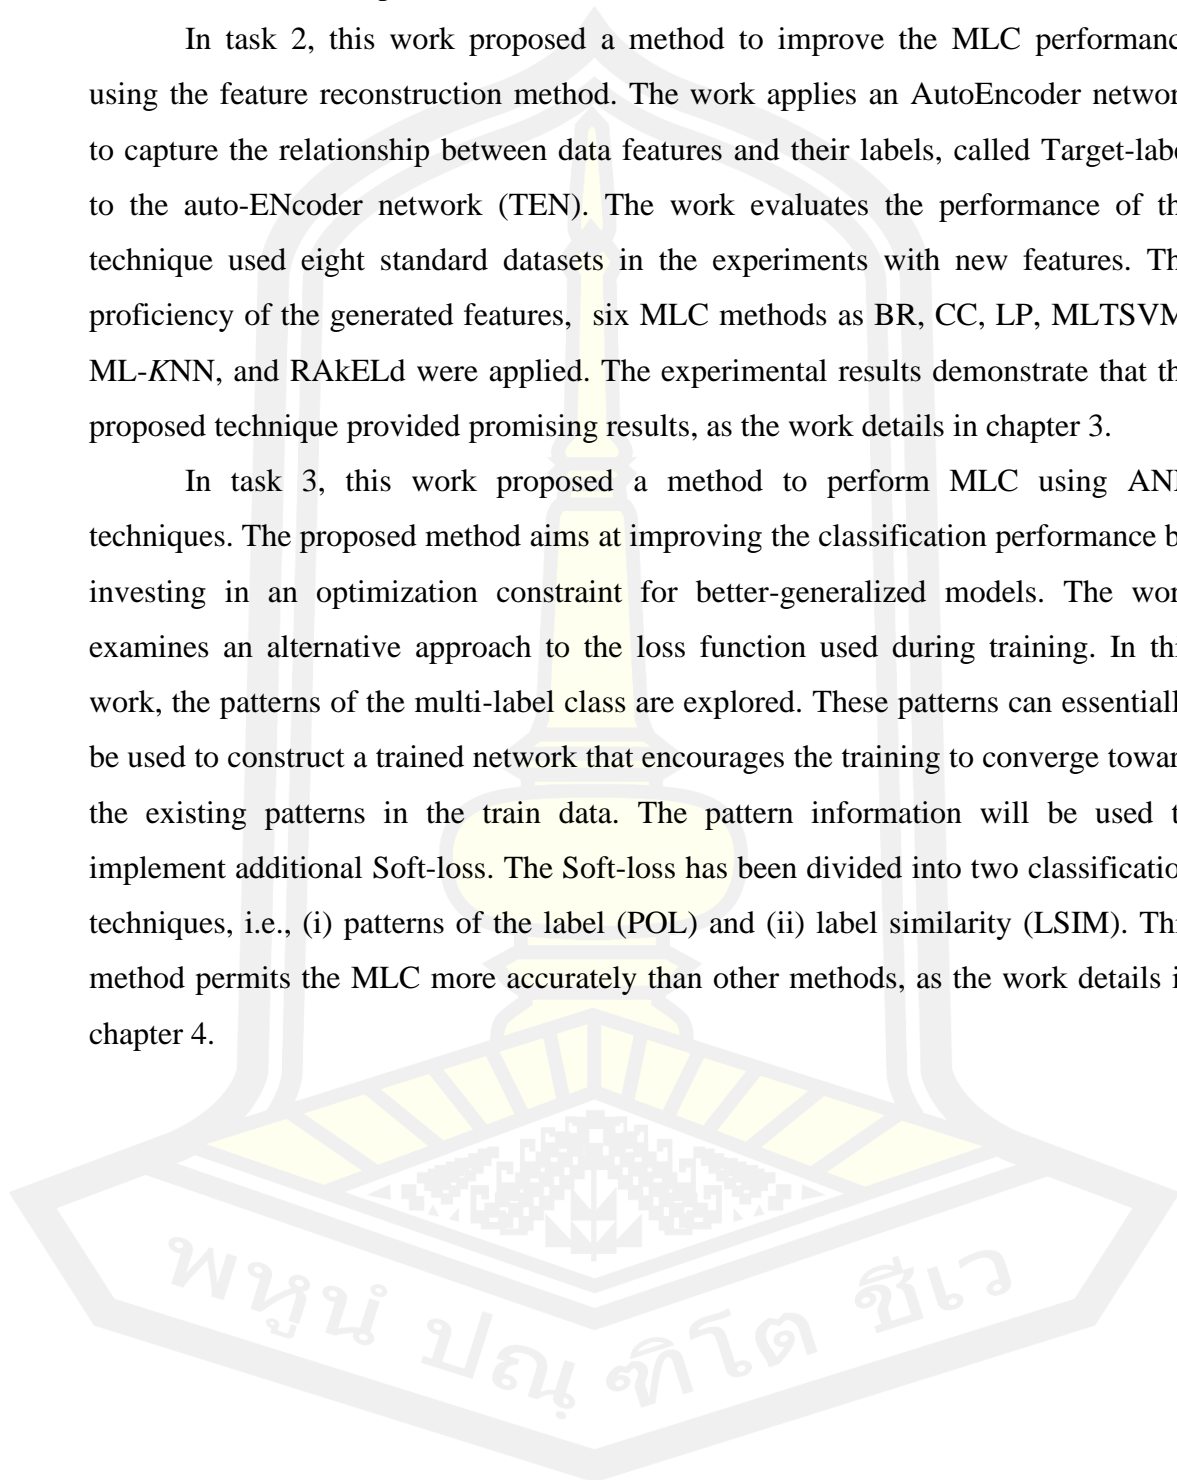 In task 2, this work proposed a method to improve the MLC performanc
using the feature reconstruction method. The work applies an AutoEncoder networ
to capture the relationship between data features and their labels, called Target-labe
to the auto-ENcoder network (TEN). The work evaluates the performance of th
technique used eight standard datasets in the experiments with new features. Th
proficiency of the generated features, six MLC methods as BR, CC, LP, MLTSVM
ML-KNN, and RAkELd were applied. The experimental results demonstrate that th
proposed technique provided promising results, as the work details in chapter 3.
In task 3, this work proposed a method to perform MLC using AN
techniques. The proposed method aims at improving the classification performance b
investing in an optimization constraint for better-generalized models. The wor
examines an alternative approach to the loss function used during training. In thi
work, the patterns of the multi-label class are explored. These patterns can essentiall
be used to construct a trained network that encourages the training to converge towar
the existing patterns in the train data. The pattern information will be used t
implement additional Soft-loss. The Soft-loss has been divided into two classificatio
techniques, i.e., (i) patterns of the label (POL) and (ii) label similarity (LSIM). Thi
method permits the MLC more accurately than other methods, as the work details i
chapter 4.
พหูนํ ปณฺฑิโต ชีเว